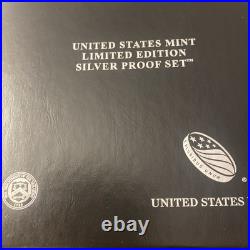 UNITED STATES MINT
LIMITED EDITION
SILVER PROOF SET™
UNITED STATES